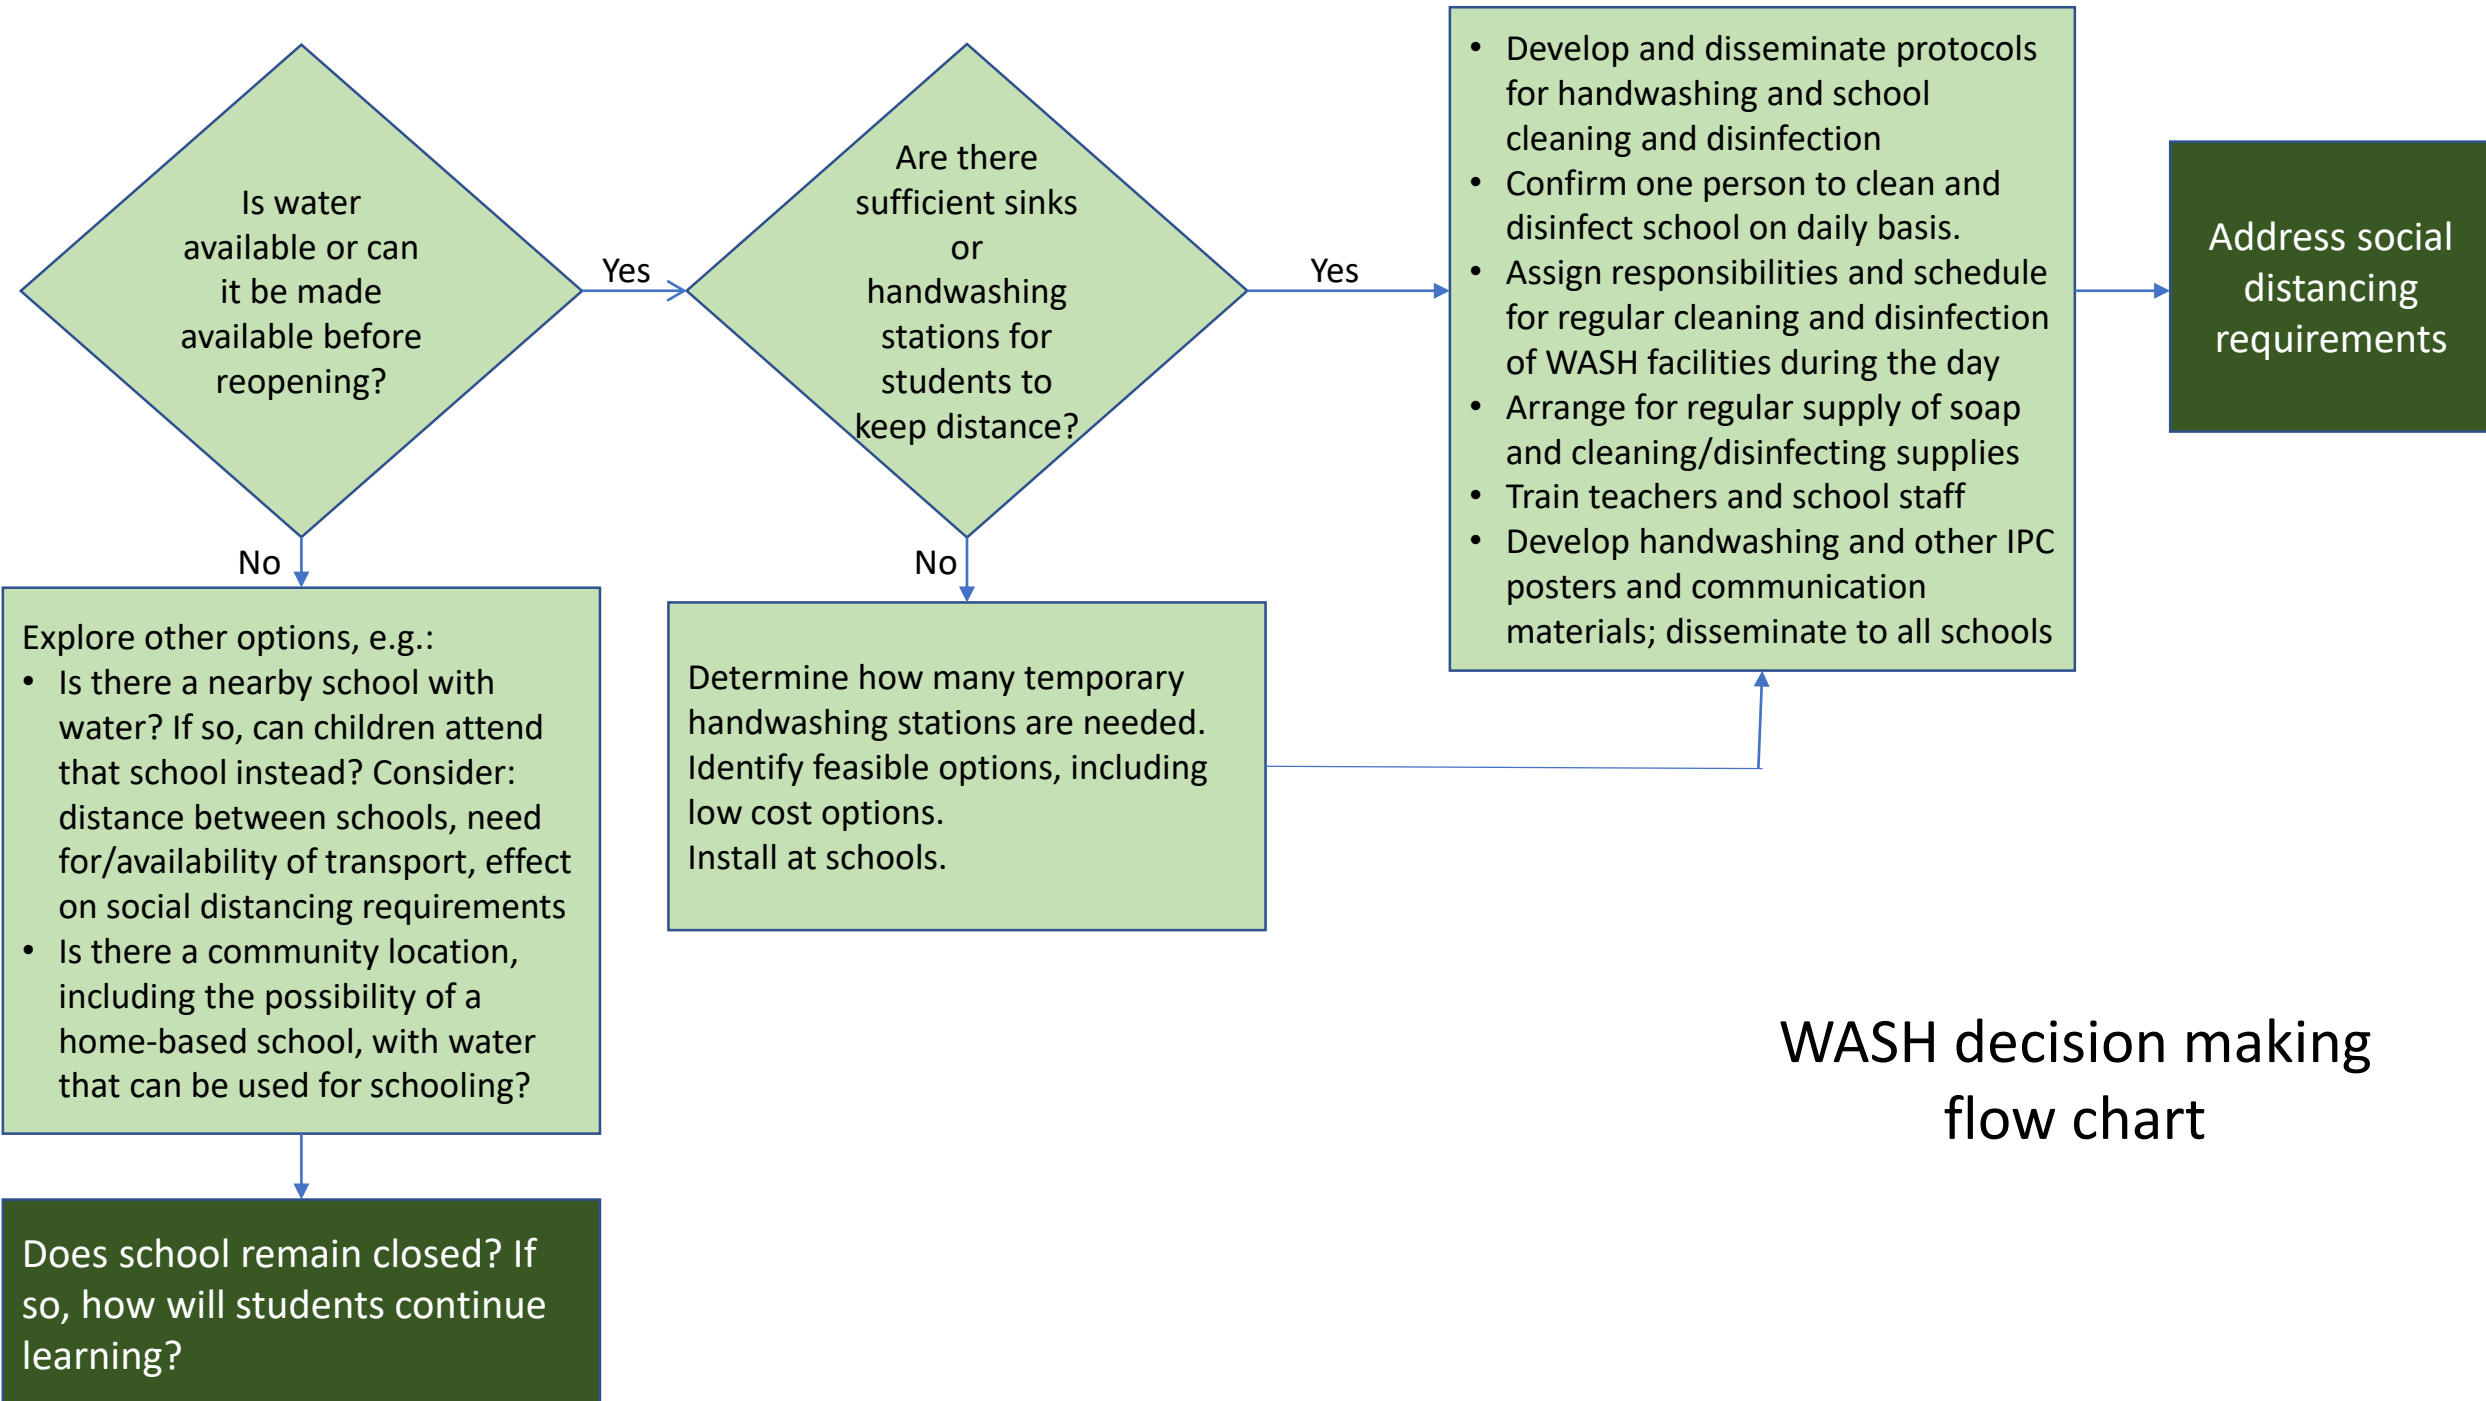 Is water
available or can
it be made
available before
reopening?
Yes
No
Are there
sufficient sinks
or
handwashing
stations for
students to
keep distance?
Yes
No
• Develop and disseminate protocols
for handwashing and school
cleaning and disinfection
• Confirm one person to clean and
disinfect school on daily basis.
• Assign responsibilities and schedule
for regular cleaning and disinfection
of WASH facilities during the day
• Arrange for regular supply of soap
and cleaning/disinfecting supplies
• Train teachers and school staff
• Develop handwashing and other IPC
posters and communication
materials; disseminate to all schools
Address social
distancing
requirements
Explore other options, e.g.:
• Is there a nearby school with
water? If so, can children attend
that school instead? Consider:
distance between schools, need
for/availability of transport, effect
on social distancing requirements
• Is there a community location,
including the possibility of a
home-based school, with water
that can be used for schooling?
Determine how many temporary
handwashing stations are needed.
Identify feasible options, including
low cost options.
Install at schools.
WASH decision making
flow chart
Does school remain closed? If
so, how will students continue
learning?